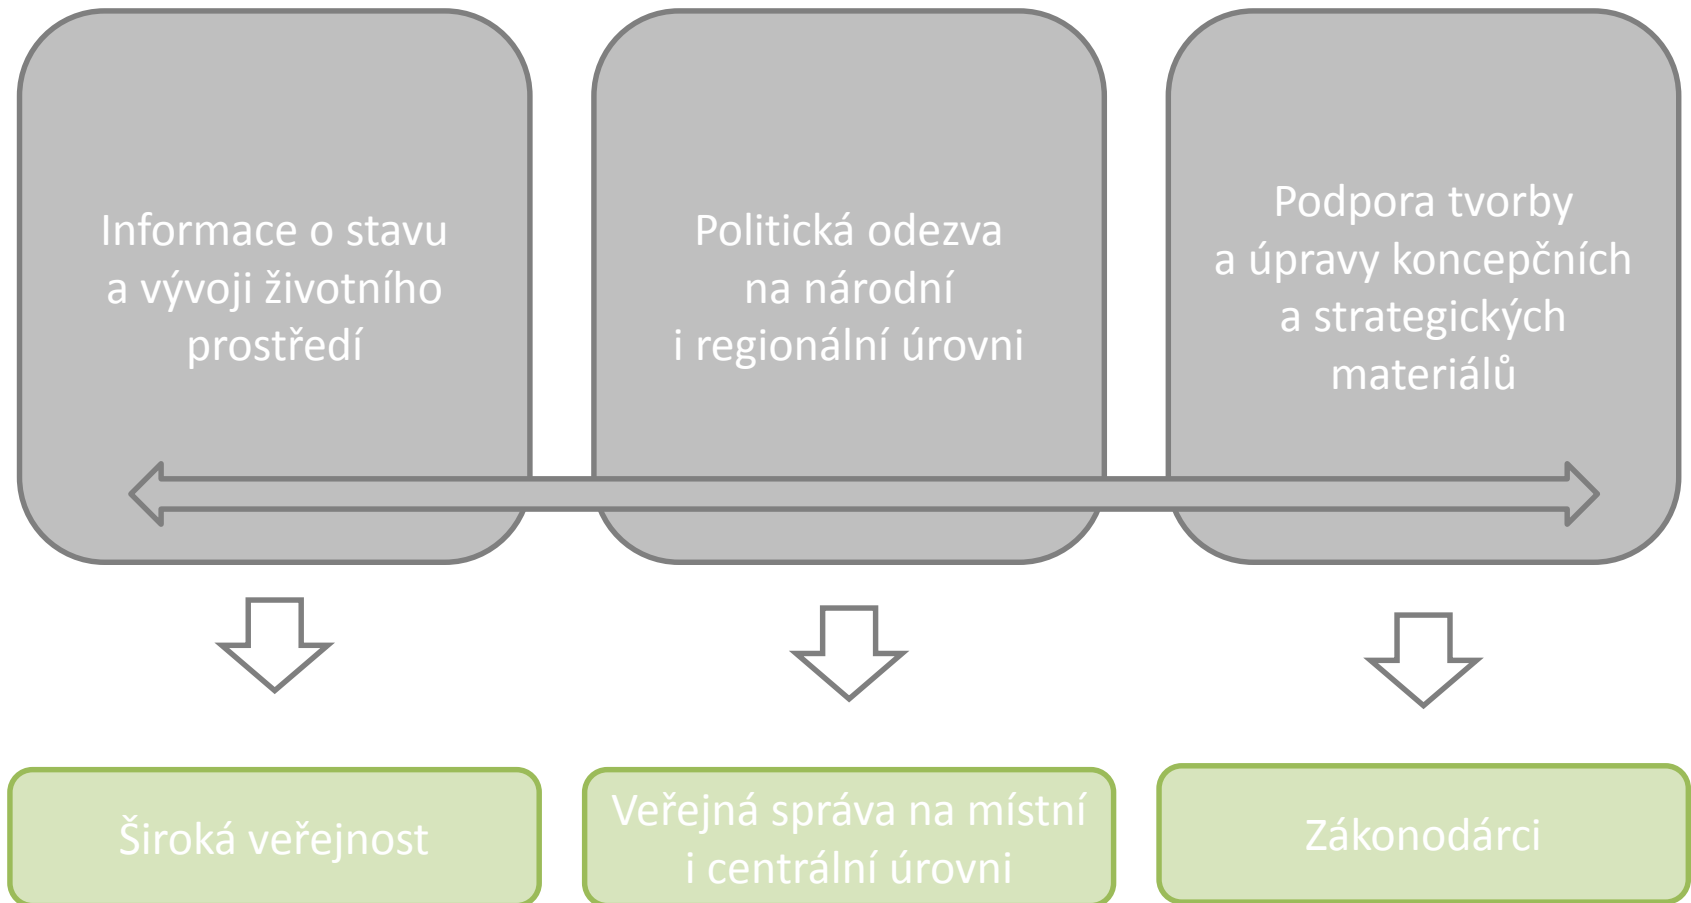 Informace o stavu
a vývoji životního
prostředí
Politická odezva
na národní
i regionální úrovni
Podpora tvorby
a úpravy koncepčních
a strategických
materiálů
Široká veřejnost
Veřejná správa na místní
i centrální úrovni
Zákonodárci